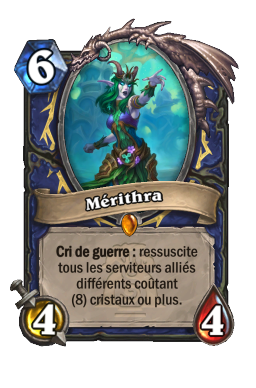 6
Mérithra
Cri de guerre : ressuscite
tous les serviteurs alliés
différents coûtant
(8) cristaux ou plus.
4
4